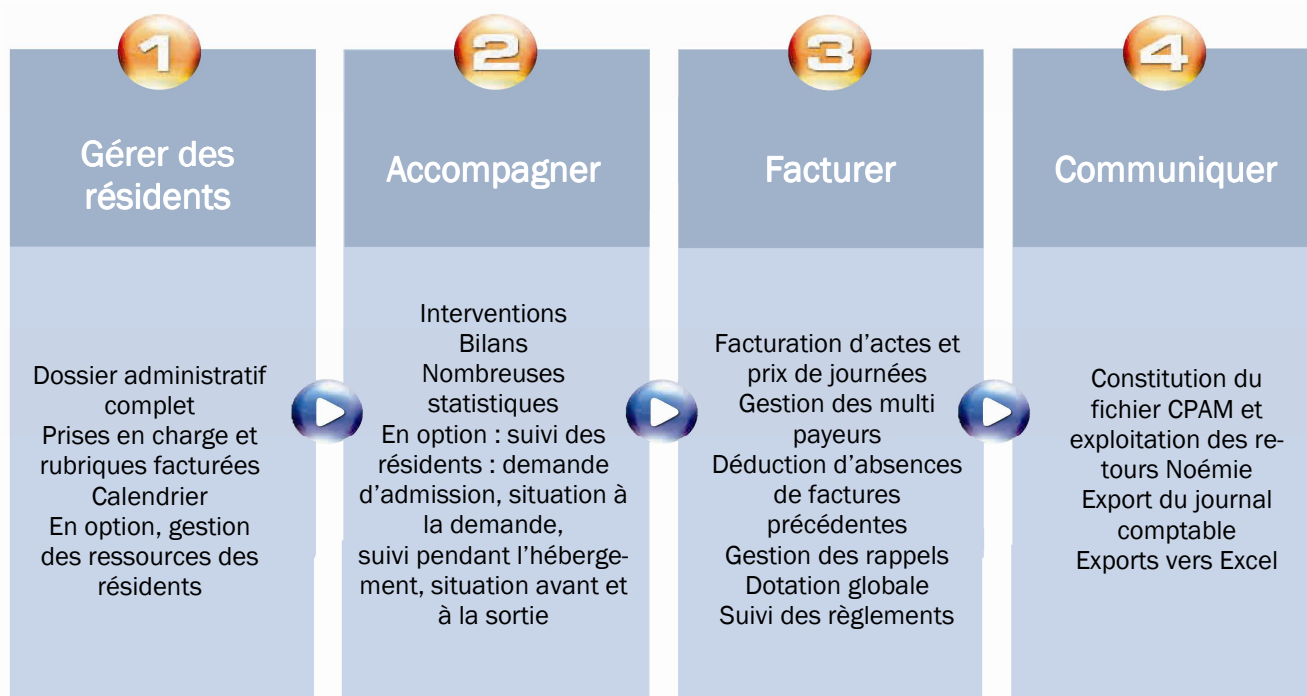 1
Gérer des
résidents
Dossier administratif
complet
Prises en charge et
rubriques facturées
Calendrier
En option, gestion
des ressources des
résidents
2
Accompagner
Interventions
Bilans
Nombreuses
statistiques
En option : suivi des
résidents : demande
d’admission, situation à
la demande,
suivi pendant l’héberge-
ment, situation avant et
à la sortie
3
Facturer
Facturation d’actes et
prix de journées
Gestion des multi
payeurs
Déduction d’absences
de factures
précédentes
Gestion des rappels
Dotation globale
Suivi des règlements
4
Communiquer
Constitution du
fichier CPAM et
exploitation des re-
tours Noémie
Export du journal
comptable
Exports vers Excel